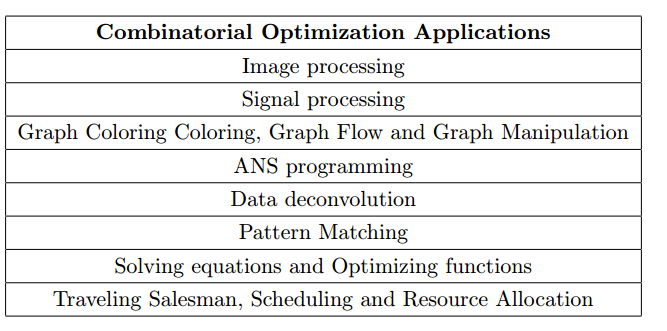 Combinatorial Optimization Applications
Image processing
Signal processing
Graph Coloring Coloring, Graph Flow and Graph Manipulation
ANS programming
Data deconvolution
Pattern Matching
Solving equations and Optimizing functions
Traveling Salesman, Scheduling and Resource Allocation